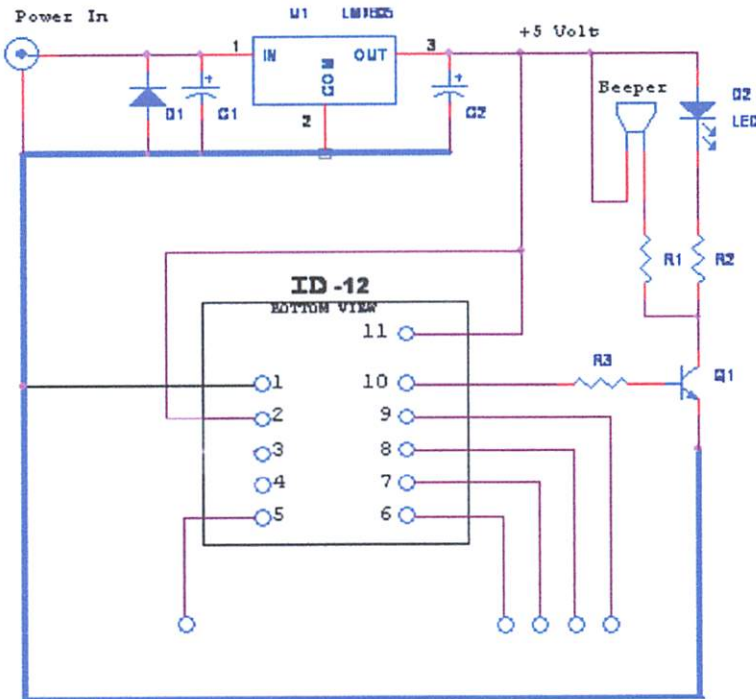 Power In
U1 LM7805
1 IN OUT 3
COM
2
+5 Volt
D1 C1 C2
Beeper
D2
LED
R1 R2
ID-12
BOTTOM VIEW
11
1 10
2 9
3 8
4 7
5 6
R3
Q1